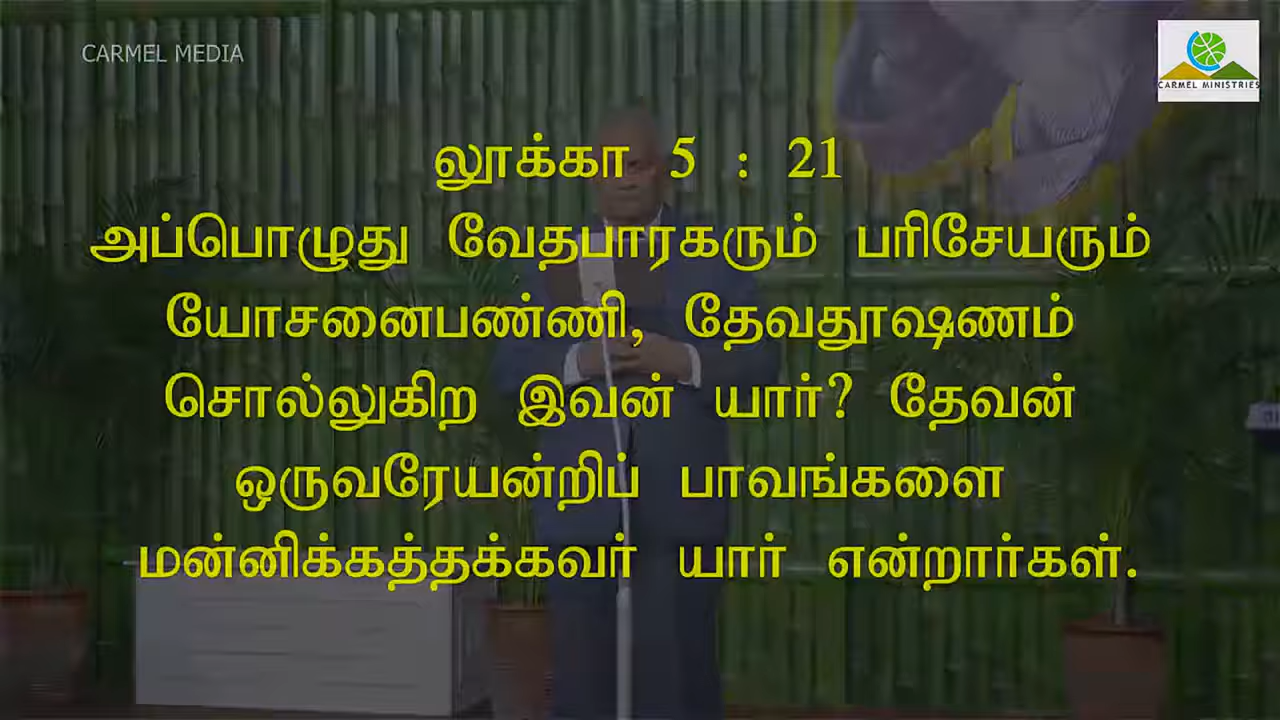 CARMEL MEDIA
CARMEL MINISTRIES
லூக்கா 5 : 21
அப்பொழுது வேதபாரகரும் பரிசேயரும்
யோசனைபண்ணி, தேவதூஷணம்
சொல்லுகிற இவன் யார்? தேவன்
ஒருவரேயன்றிப் பாவங்களை
மன்னிக்கத்தக்கவர் யார் என்றார்கள்.